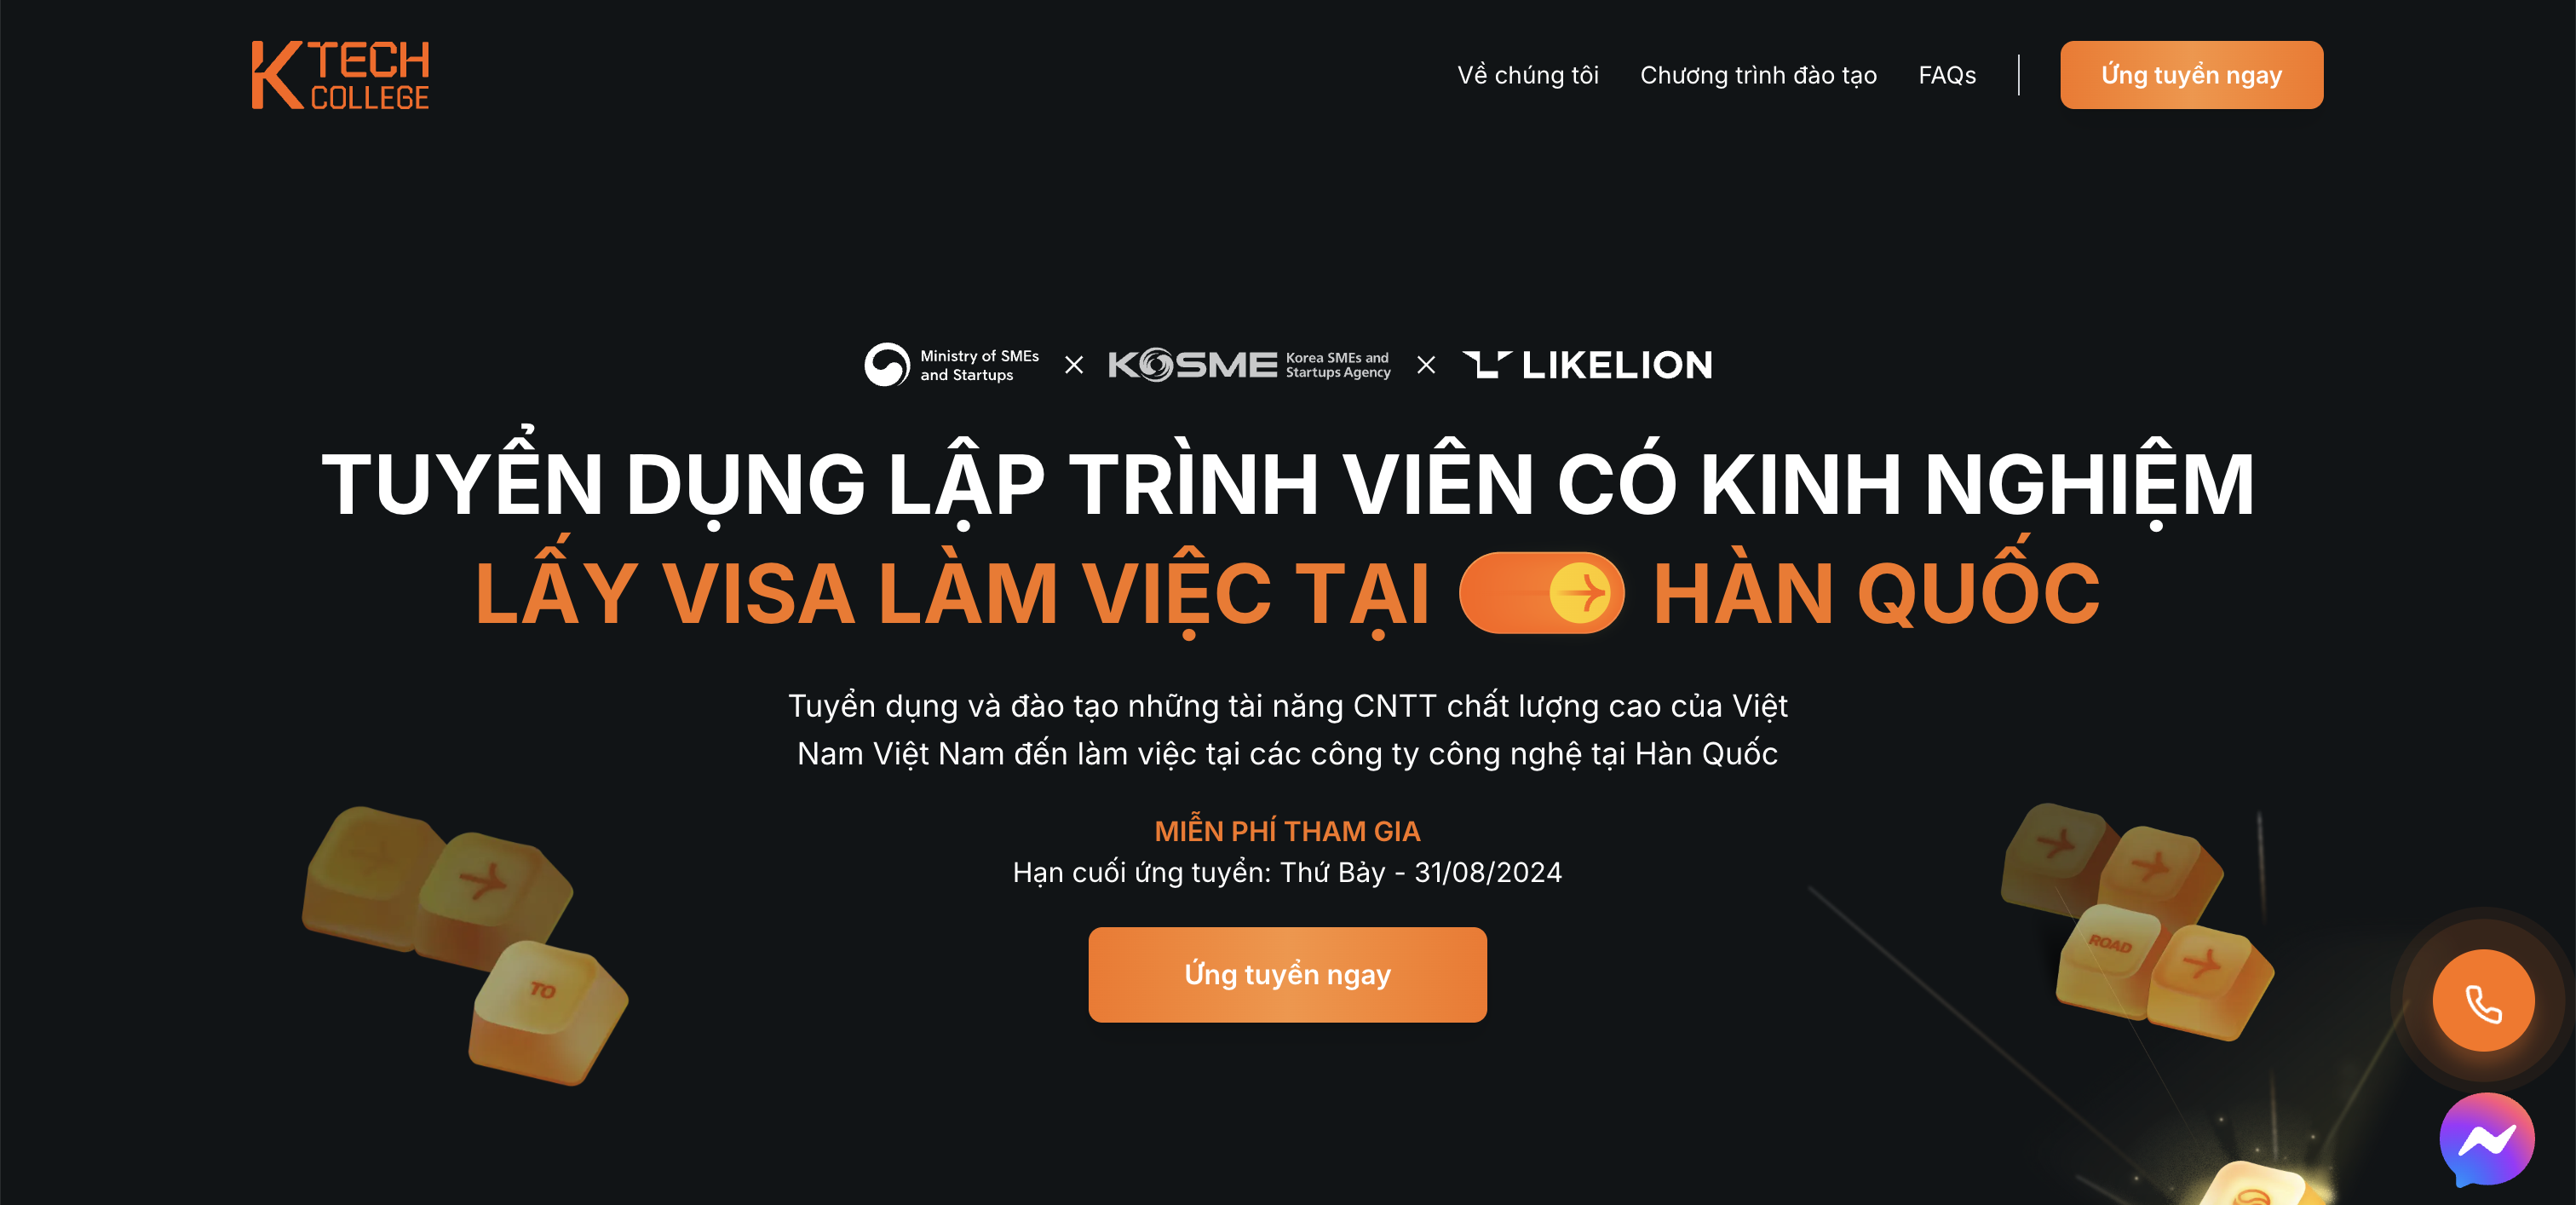 KTECH
COLLEGE
Về chúng tôi
Chương trình đào tạo
FAQs
Ứng tuyển ngay
Ministry of SMEs
and Startups
KOSME
Korea SMEs and
Startups Agency
LIKELION
TUYỂN DỤNG LẬP TRÌNH VIÊN CÓ KINH NGHIỆM
LẤY VISA LÀM VIỆC TẠI HÀN QUỐC
Tuyển dụng và đào tạo những tài năng CNTT chất lượng cao của Việt
Nam Việt Nam đến làm việc tại các công ty công nghệ tại Hàn Quốc
MIỄN PHÍ THAM GIA
Hạn cuối ứng tuyển: Thứ Bảy - 31/08/2024
Ứng tuyển ngay
TO
ROAD